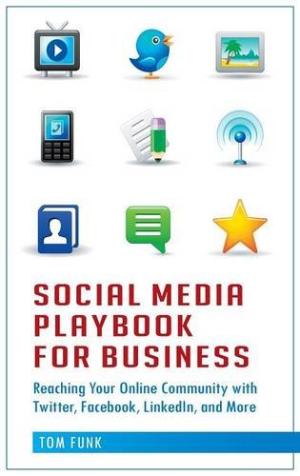 SOCIAL MEDIA
PLAYBOOK
FOR BUSINESS
Reaching Your Online Community with
Twitter, Facebook, LinkedIn, and More
TOM FUNK